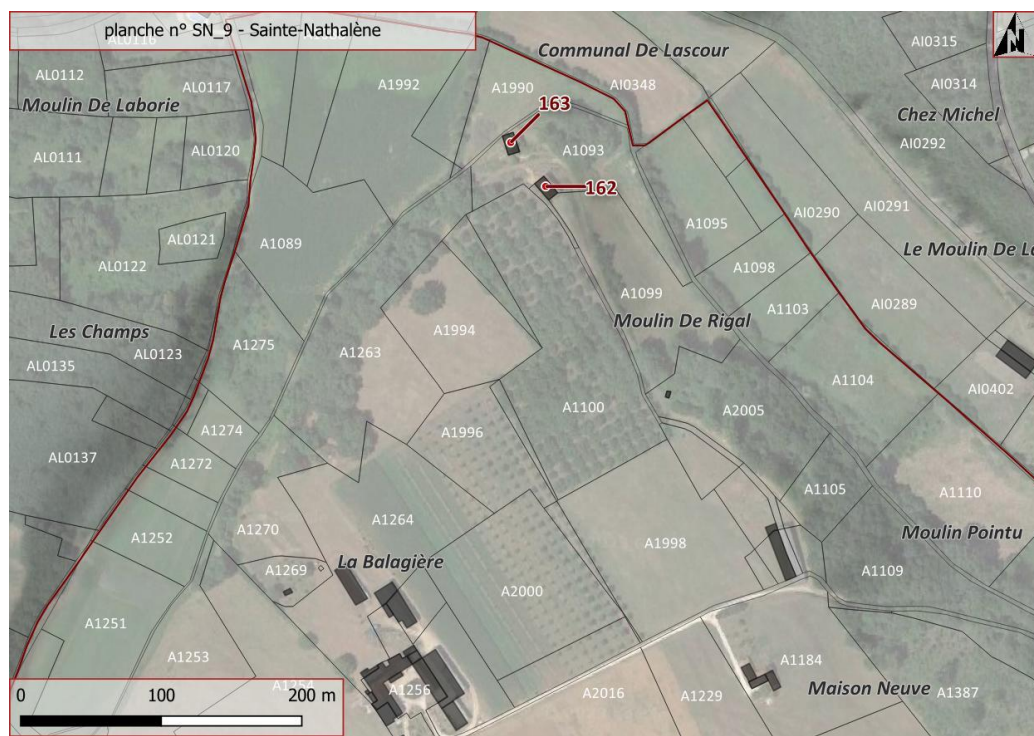 planche n° SN_9 - Sainte-Nathalène
N
AL0116
Communal De Lascour
AI0315
AL0112
AL0117
A1992
A1990
AI0348
AI0314
Moulin De Laborie
163
Chez Michel
AL0111
AL0120
A1093
AI0292
162
AI0290
AI0291
AL0121
A1089
A1095
AL0122
A1098
Le Moulin De La
A1099
A1103
AI0289
Les Champs
A1994
Moulin De Rigal
A1275
A1263
AL0123
AL0135
A1104
AI0402
A1100
A2005
A1274
A1996
AL0137
A1272
A1105
A1110
A1264
A1270
A1252
A1998
Moulin Pointu
La Balagière
A1269
A1109
A2000
A1251
A1253
A1184
A1254
A1256
Maison Neuve
A2016
A1229
A1387
0 100 200 m